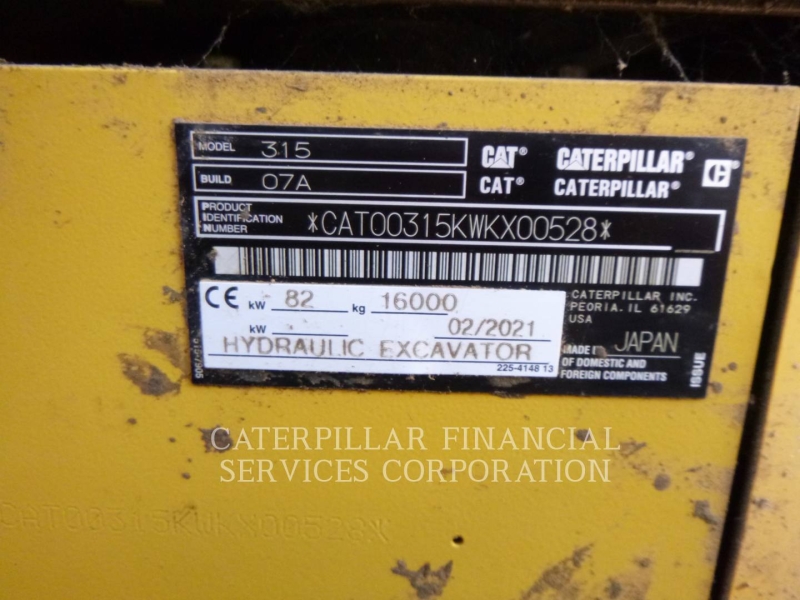 MODEL 315
CAT® CATERPILLAR®
BUILD 07A
CAT® CATERPILLAR®
PRODUCT IDENTIFICATION NUMBER *CAT00315KWKX00528*
CE kW 82 kg 16000
kW 02/2021
HYDRAULIC EXCAVATOR
225-4148 13
CATERPILLAR INC.
PEORIA. IL 61629
USA
MADE IN JAPAN
OF DOMESTIC AND
FOREIGN COMPONENTS
ISSUE
CATERPILLAR FINANCIAL
SERVICES CORPORATION
CAT00315KWKX00528*